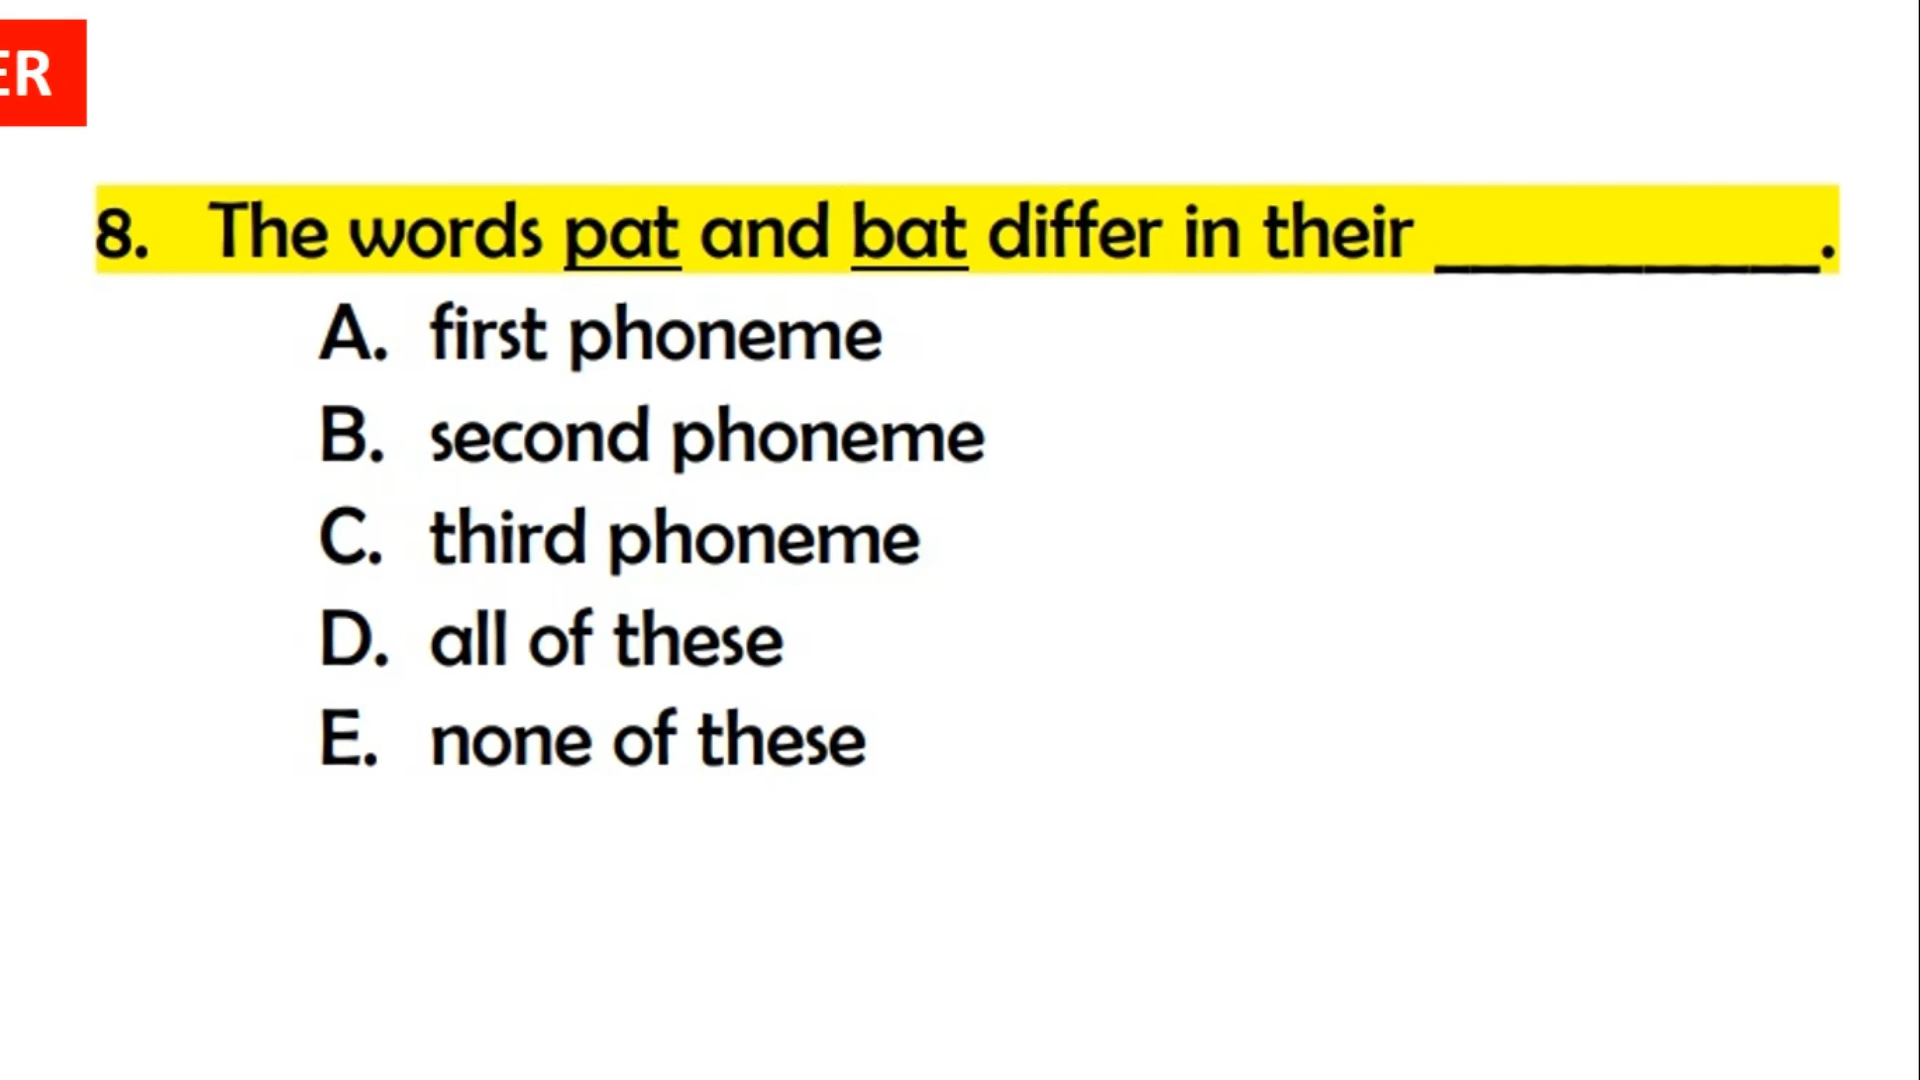 ER
8. The words pat and bat differ in their ___________.
A. first phoneme
B. second phoneme
C. third phoneme
D. all of these
E. none of these